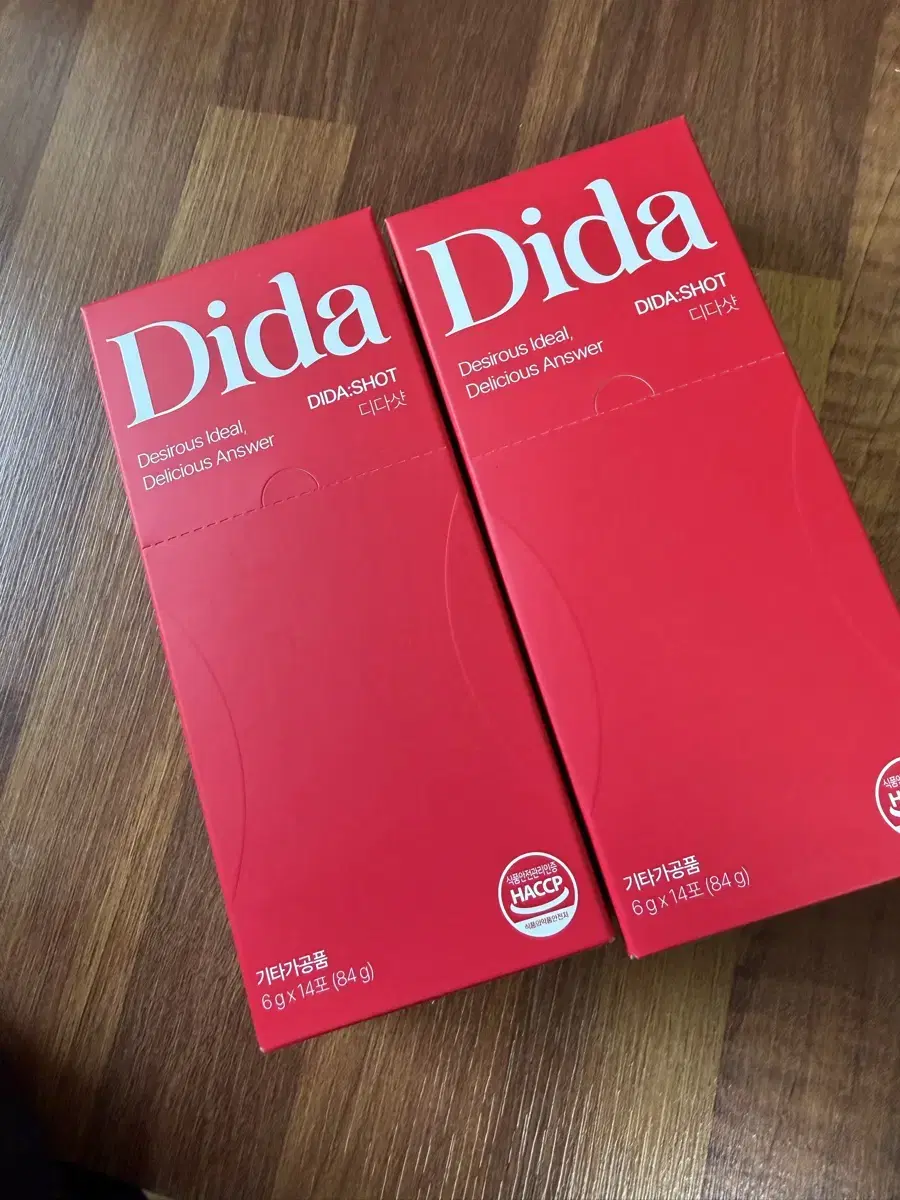 Dida
DIDA:SHOT
디다샷
Desirous Ideal,
Delicious Answer
식품안전관리인증
HACCP
식품의약품안전처
기타가공품
6 g x 14포 (84 g)
Dida
DIDA:SHOT
디다샷
Desirous Ideal,
Delicious Answer
기타가공품
6 g x 14포 (84 g)